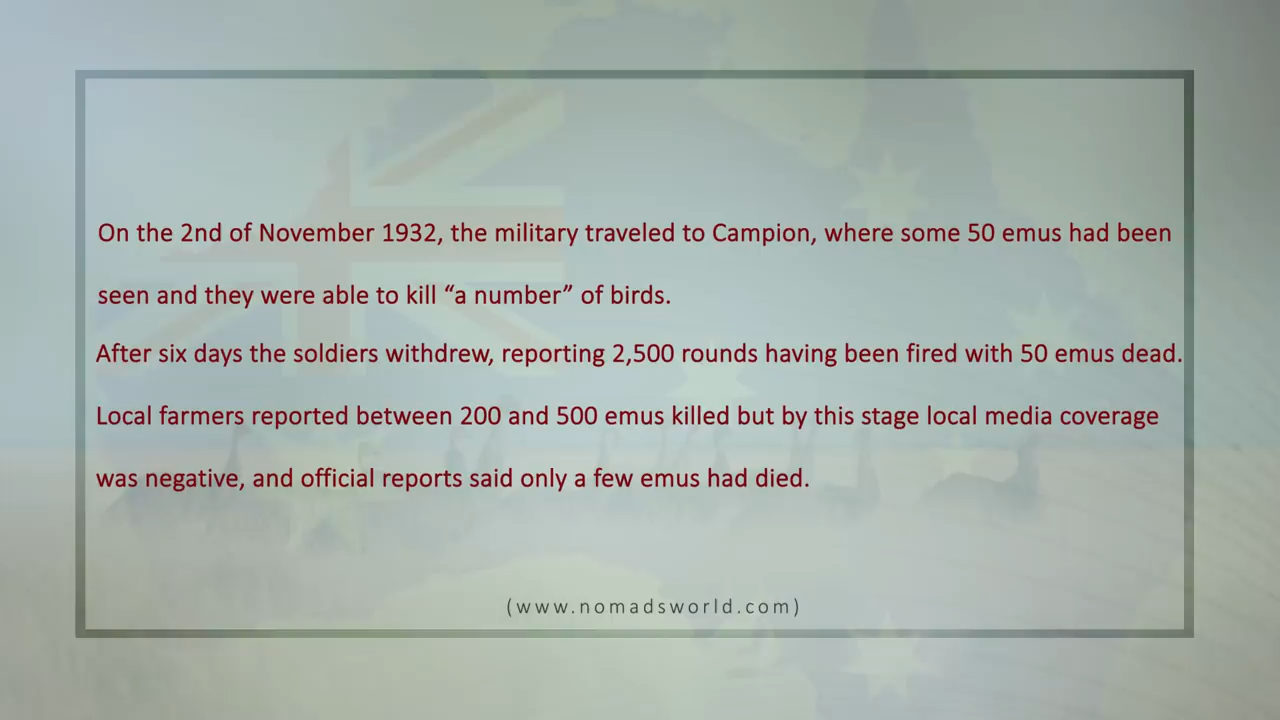 On the 2nd of November 1932, the military traveled to Campion, where some 50 emus had been
seen and they were able to kill “a number” of birds.
After six days the soldiers withdrew, reporting 2,500 rounds having been fired with 50 emus dead.
Local farmers reported between 200 and 500 emus killed but by this stage local media coverage
was negative, and official reports said only a few emus had died.
(www.nomadsworld.com)